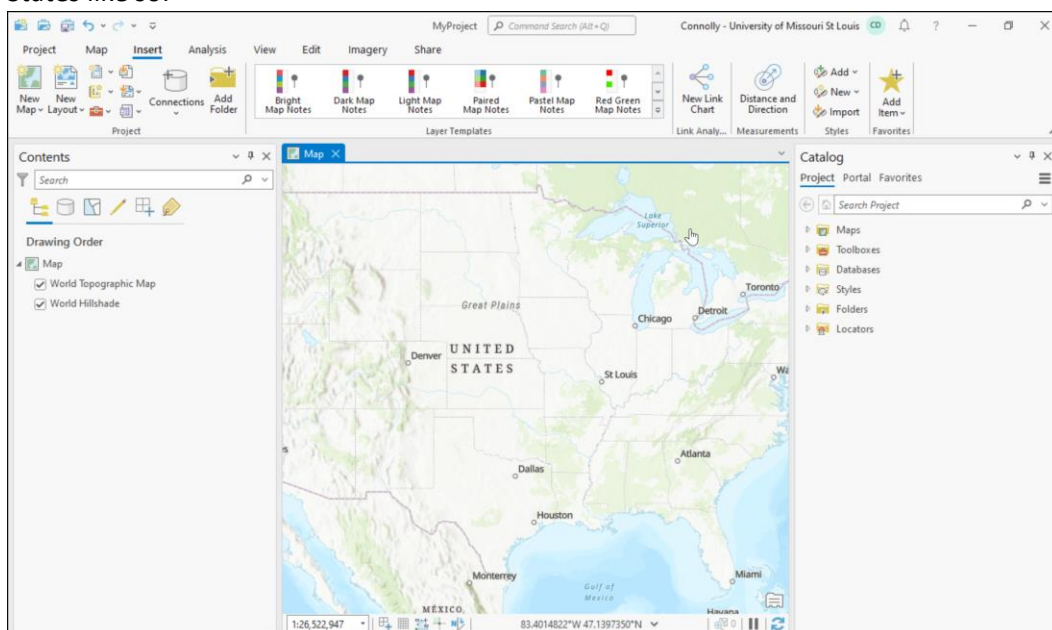 MyProject
Command Search (Alt+Q)
Connolly - University of Missouri St Louis
CD
?
Project Map Insert Analysis View Edit Imagery Share
New Map
New Layout
Connections
Add Folder
Project
Bright Map Notes
Dark Map Notes
Light Map Notes
Paired Map Notes
Pastel Map Notes
Red Green Map Notes
Layer Templates
New Link Chart
Link Analy...
Distance and Direction
Measurements
Add
New
Import
Styles
Add Item
Favorites
Contents
Search
Drawing Order
Map
World Topographic Map
World Hillshade
Map
Lake Superior
Toronto
Great Plains
Detroit
Chicago
Denver
UNITED
STATES
St Louis
Wa
Atlanta
Dallas
Houston
Miami
Monterrey
Gulf of
Mexico
MÉXICO
Havana
1:26,522,947
83.4014822°W 47.1397350°N
0
Catalog
Project Portal Favorites
Search Project
Maps
Toolboxes
Databases
Styles
Folders
Locators